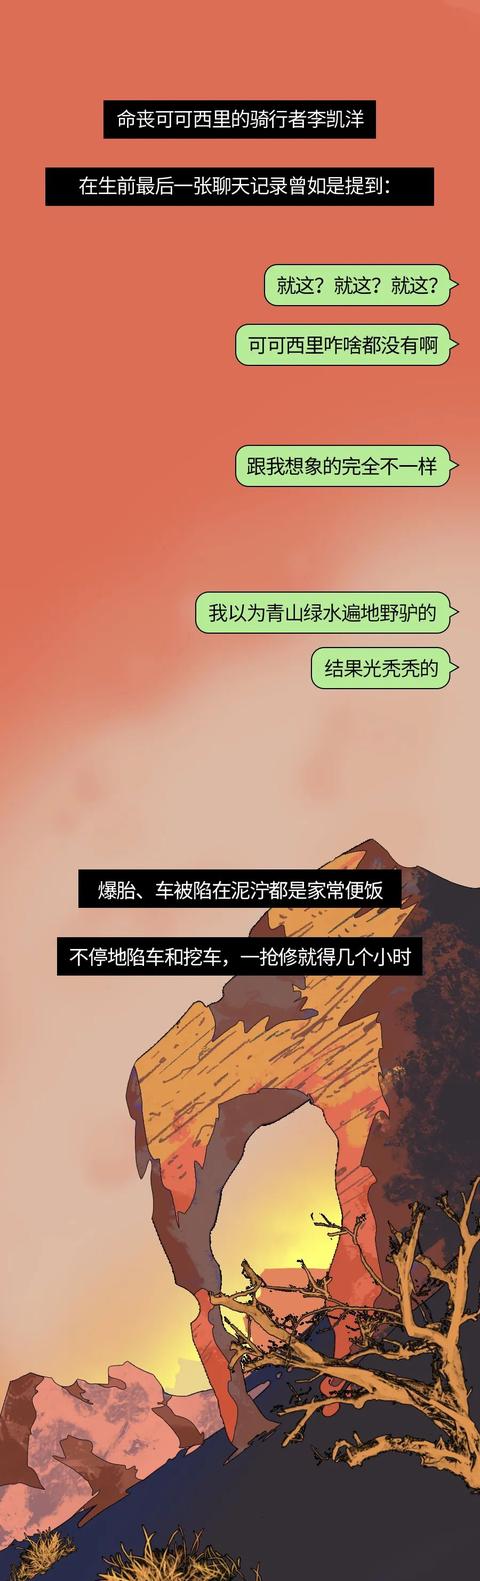 命丧可可西里的骑行者李凯洋
在生前最后一张聊天记录曾如是提到：
就这？就这？就这？
可可西里咋啥都没有啊
跟我想象的完全不一样
我以为青山绿水遍地野驴的
结果光秃秃的
爆胎、车被陷在泥泞都是家常便饭
不停地陷车和挖车，一抢修就得几个小时